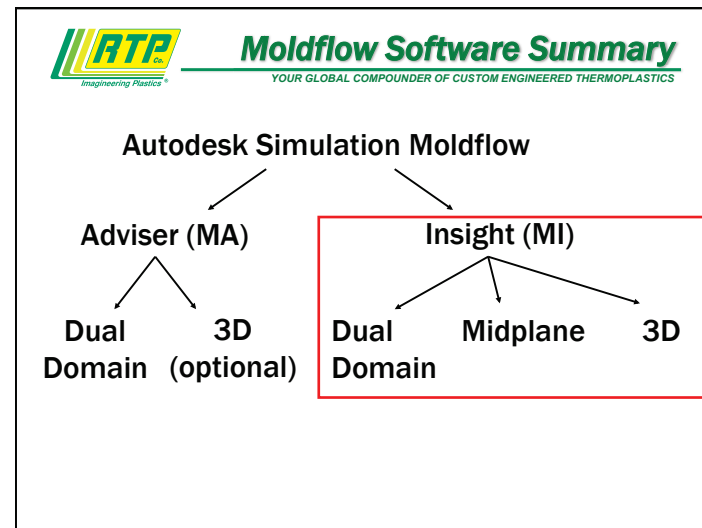 RTP
Co.
Imagineering Plastics®
Moldflow Software Summary
YOUR GLOBAL COMPOUNDER OF CUSTOM ENGINEERED THERMOPLASTICS
Autodesk Simulation Moldflow
Adviser (MA)
Insight (MI)
Dual
Domain
3D
(optional)
Dual
Domain
Midplane
3D